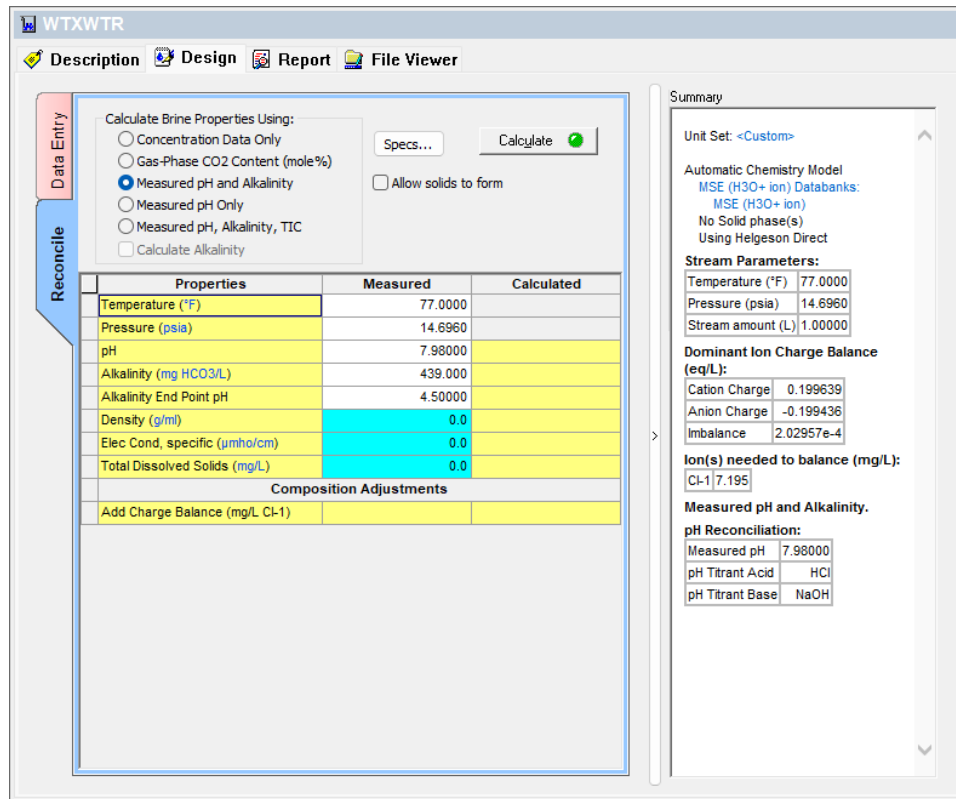 WTXWTR
Description Design Report File Viewer
Data Entry
Reconcile
Calculate Brine Properties Using:
Concentration Data Only
Gas-Phase CO2 Content (mole%)
Measured pH and Alkalinity
Measured pH Only
Measured pH, Alkalinity, TIC
Calculate Alkalinity
Specs... Calculate
Allow solids to form
Properties Measured Calculated
Temperature (°F) 77.0000
Pressure (psia) 14.6960
pH 7.98000
Alkalinity (mg HCO3/L) 439.000
Alkalinity End Point pH 4.50000
Density (g/ml) 0.0
Elec Cond, specific (µmho/cm) 0.0
Total Dissolved Solids (mg/L) 0.0
Composition Adjustments
Add Charge Balance (mg/L Cl-1)
>
Summary
Unit Set: <Custom>
Automatic Chemistry Model
MSE (H3O+ ion) Databanks:
MSE (H3O+ ion)
No Solid phase(s)
Using Helgeson Direct
Stream Parameters:
Temperature (°F) 77.0000
Pressure (psia) 14.6960
Stream amount (L) 1.00000
Dominant Ion Charge Balance
(eq/L):
Cation Charge 0.199639
Anion Charge -0.199436
Imbalance 2.02957e-4
Ion(s) needed to balance (mg/L):
Cl-1 7.195
Measured pH and Alkalinity.
pH Reconciliation:
Measured pH 7.98000
pH Titrant Acid HCl
pH Titrant Base NaOH